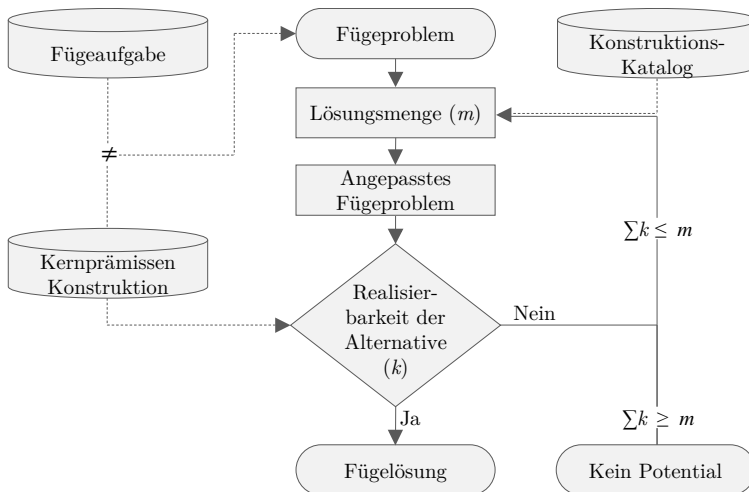 Fügeaufgabe
Fügeproblem
Konstruktions-
Katalog
Lösungsmenge (m)
≠
Angepasstes
Fügeproblem
∑k ≤ m
Kernprämissen
Konstruktion
Realisier-
barkeit der
Alternative
(k)
Nein
∑k ≥ m
Ja
Fügelösung
Kein Potential